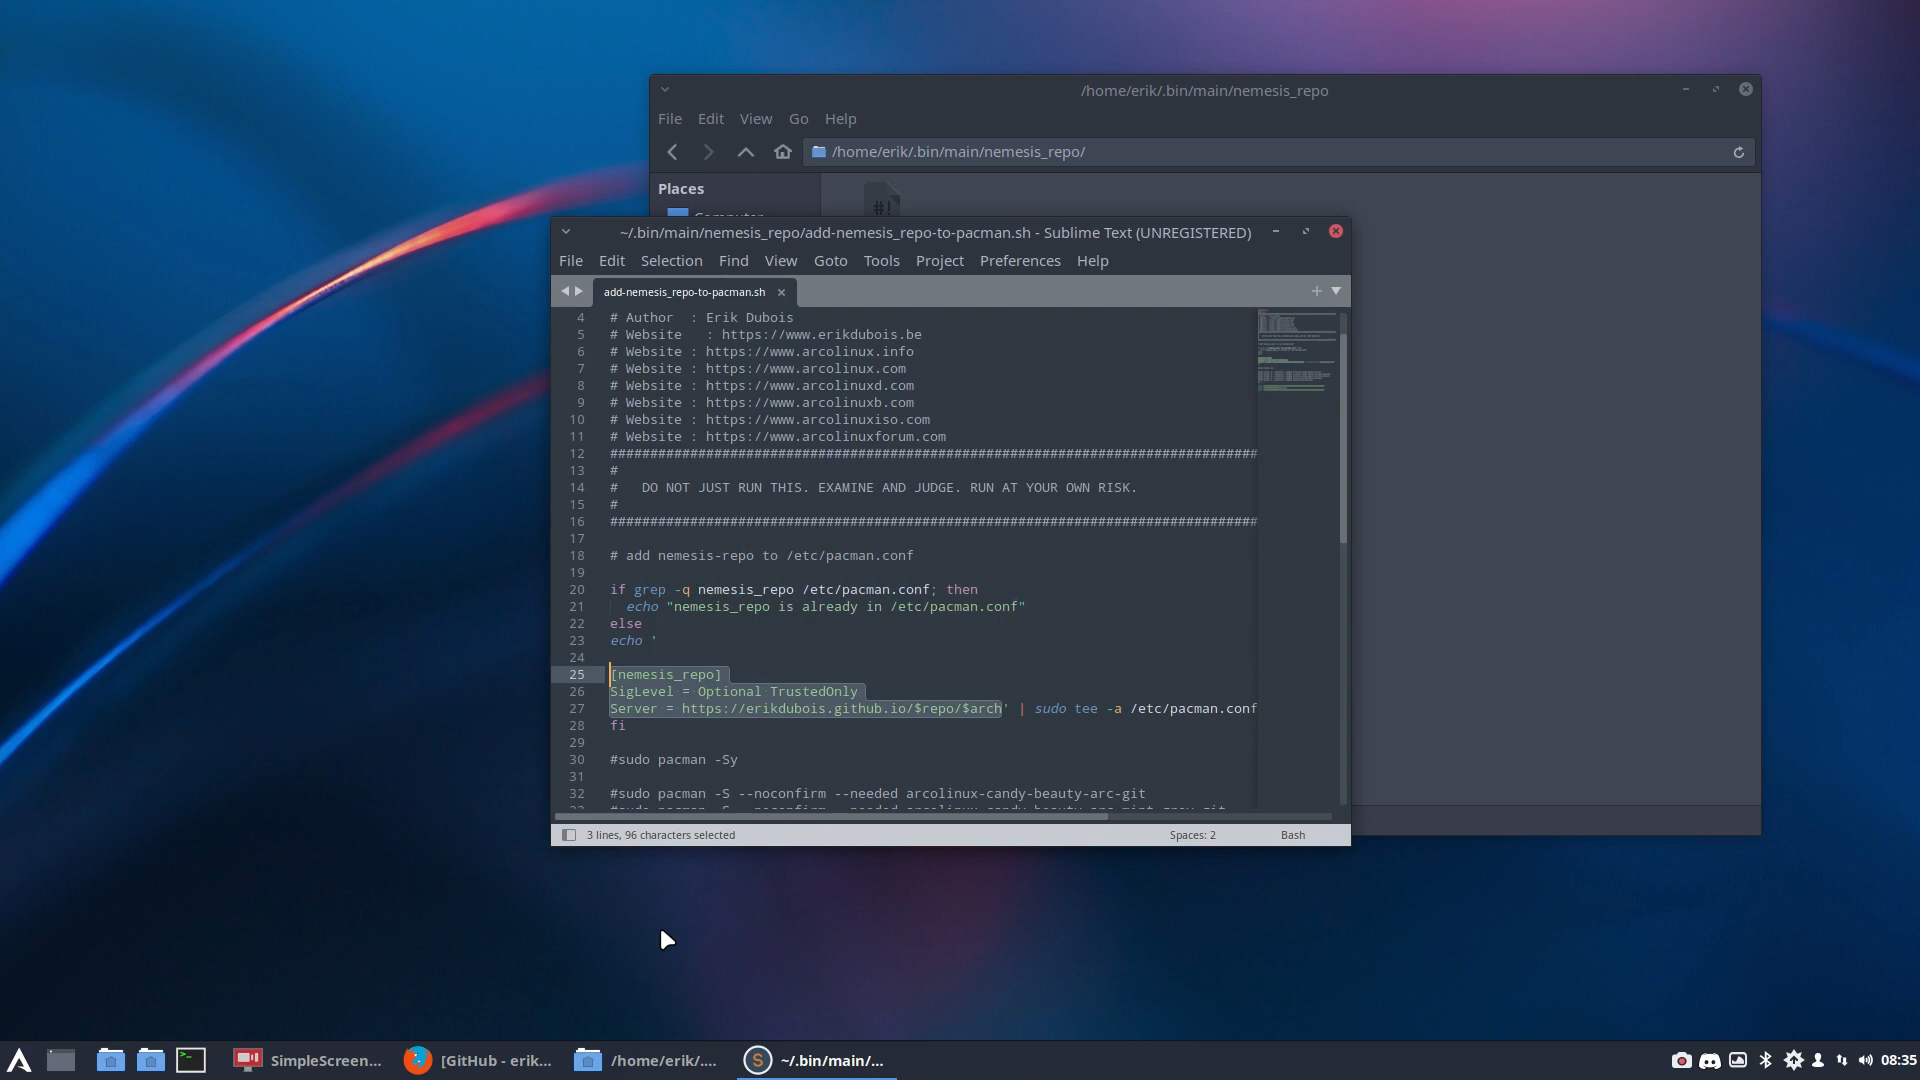 /home/erik/.bin/main/nemesis_repo
File Edit View Go Help
/home/erik/.bin/main/nemesis_repo/
Places
#!
~/.bin/main/nemesis_repo/add-nemesis_repo-to-pacman.sh - Sublime Text (UNREGISTERED)
File Edit Selection Find View Goto Tools Project Preferences Help
add-nemesis_repo-to-pacman.sh
4 # Author  : Erik Dubois
5 # Website   : https://www.erikdubois.be
6 # Website : https://www.arcolinux.info
7 # Website : https://www.arcolinux.com
8 # Website : https://www.arcolinuxd.com
9 # Website : https://www.arcolinuxb.com
10 # Website : https://www.arcolinuxiso.com
11 # Website : https://www.arcolinuxforum.com
12 #################################################################################
13 #
14 #   DO NOT JUST RUN THIS. EXAMINE AND JUDGE. RUN AT YOUR OWN RISK.
15 #
16 #################################################################################
17
18 # add nemesis-repo to /etc/pacman.conf
19
20 if grep -q nemesis_repo /etc/pacman.conf; then
21   echo "nemesis_repo is already in /etc/pacman.conf"
22 else
23 echo '
24
25 [nemesis_repo]
26 SigLevel = Optional TrustedOnly
27 Server = https://erikdubois.github.io/$repo/$arch' | sudo tee -a /etc/pacman.conf
28 fi
29
30 #sudo pacman -Sy
31
32 #sudo pacman -S --noconfirm --needed arcolinux-candy-beauty-arc-git
3 lines, 96 characters selected
Spaces: 2
Bash
SimpleScreen...
[GitHub - erik...
/home/erik/....
~/.bin/main/...
08:35